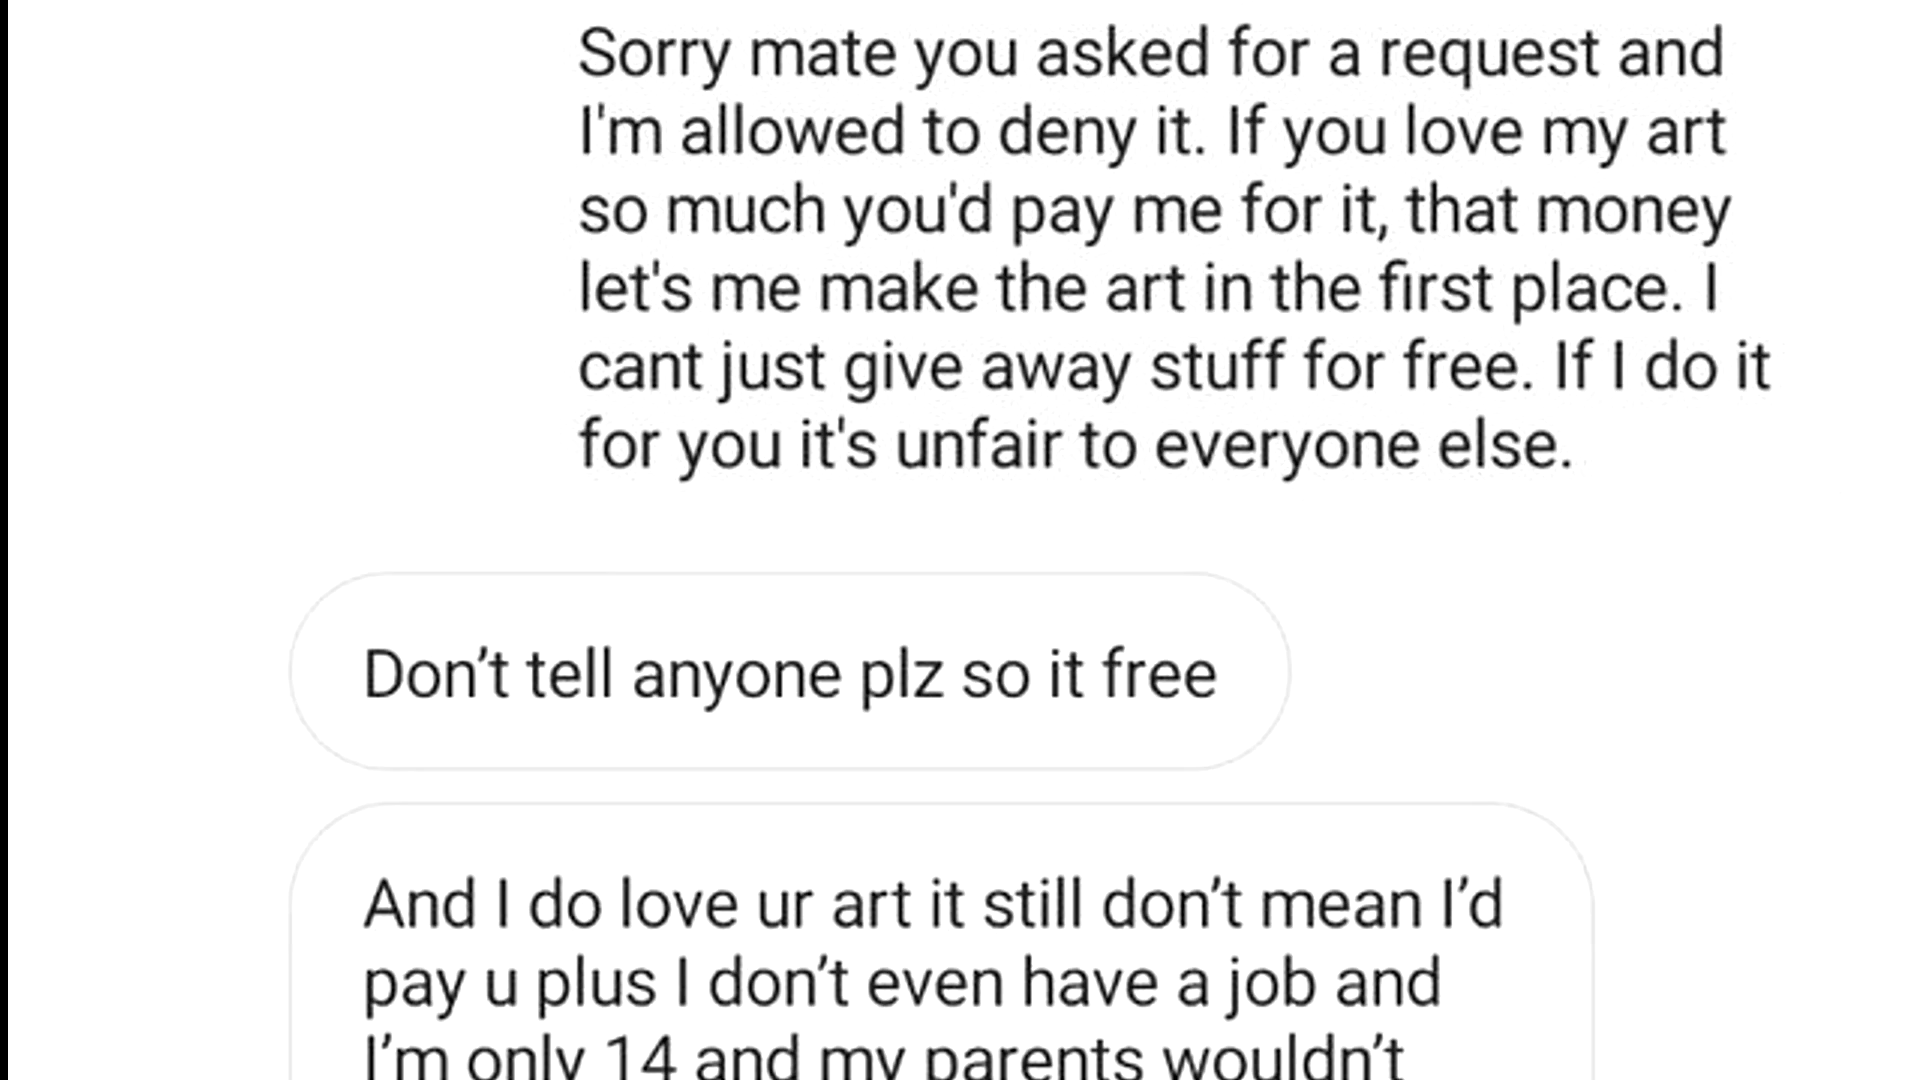 Sorry mate you asked for a request and
I'm allowed to deny it. If you love my art
so much you'd pay me for it, that money
let's me make the art in the first place. I
cant just give away stuff for free. If I do it
for you it's unfair to everyone else.
Don’t tell anyone plz so it free
And I do love ur art it still don’t mean I’d
pay u plus I don’t even have a job and
I’m only 14 and my parents wouldn’t